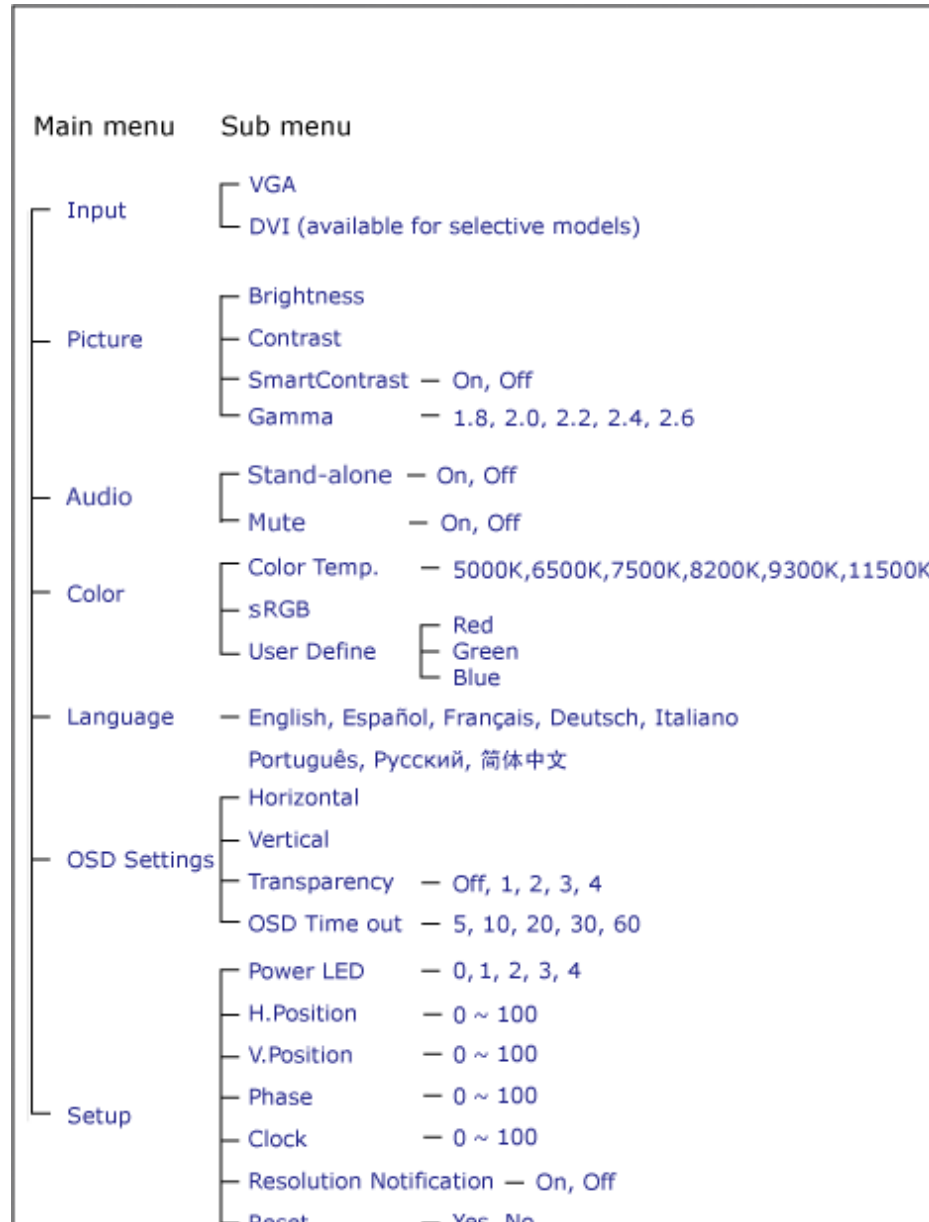 Main menu Sub menu
Input
VGA
DVI (available for selective models)
Picture
Brightness
Contrast
SmartContrast — On, Off
Gamma — 1.8, 2.0, 2.2, 2.4, 2.6
Audio
Stand-alone — On, Off
Mute — On, Off
Color
Color Temp. — 5000K,6500K,7500K,8200K,9300K,11500K
sRGB
User Define
Red
Green
Blue
Language — English, Español, Français, Deutsch, Italiano
Português, Русский, 简体中文
OSD Settings
Horizontal
Vertical
Transparency — Off, 1, 2, 3, 4
OSD Time out — 5, 10, 20, 30, 60
Setup
Power LED — 0, 1, 2, 3, 4
H.Position — 0 ~ 100
V.Position — 0 ~ 100
Phase — 0 ~ 100
Clock — 0 ~ 100
Resolution Notification — On, Off
Reset — Yes, No